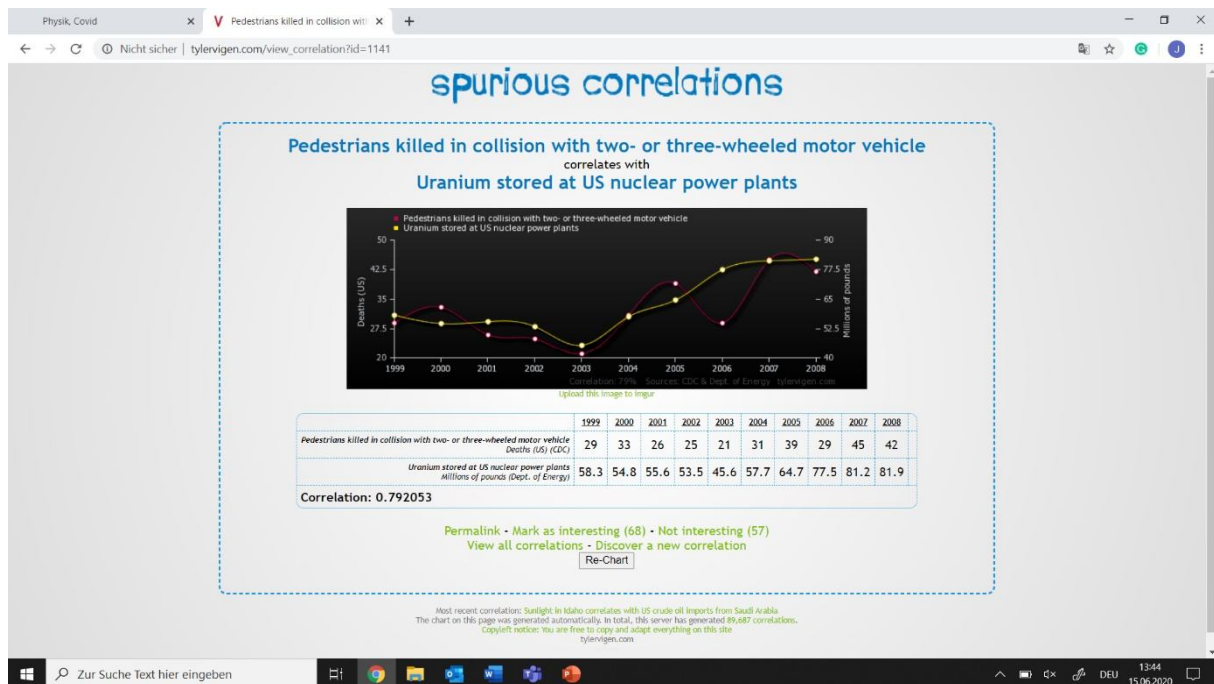 Physik, Covid
Pedestrians killed in collision with
Nicht sicher | tylervigen.com/view_correlation?id=1141
J
spurious correlations
Pedestrians killed in collision with two- or three-wheeled motor vehicle
correlates with
Uranium stored at US nuclear power plants
Pedestrians killed in collision with two- or three-wheeled motor vehicle
Uranium stored at US nuclear power plants
50
42.5
35
27.5
20
Deaths (US)
90
77.5
65
52.5
40
Millions of pounds
1999 2000 2001 2002 2003 2004 2005 2006 2007 2008
Correlation: 79% Sources: CDC & Dept. of Energy tylervigen.com
Upload this image to imgur
1999 2000 2001 2002 2003 2004 2005 2006 2007 2008
Pedestrians killed in collision with two- or three-wheeled motor vehicle
Deaths (US) (CDC)
29 33 26 25 21 31 39 29 45 42
Uranium stored at US nuclear power plants
Millions of pounds (Dept. of Energy)
58.3 54.8 55.6 53.5 45.6 57.7 64.7 77.5 81.2 81.9
Correlation: 0.792053
Permalink - Mark as interesting (68) - Not interesting (57)
View all correlations - Discover a new correlation
Re-Chart
Most recent correlation: Sunlight in Idaho correlates with US crude oil imports from Saudi Arabia
The chart on this page was generated automatically. In total, this server has generated 89,687 correlations.
Copyleft notice: You are free to copy and adapt everything on this site
tylervigen.com
Zur Suche Text hier eingeben
DEU
13:44
15.06.2020